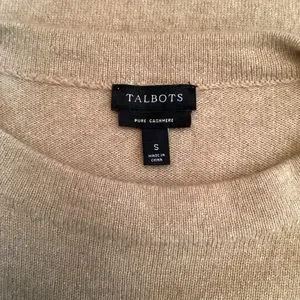 TALBOTS
PURE CASHMERE
S
MADE IN
CHINA